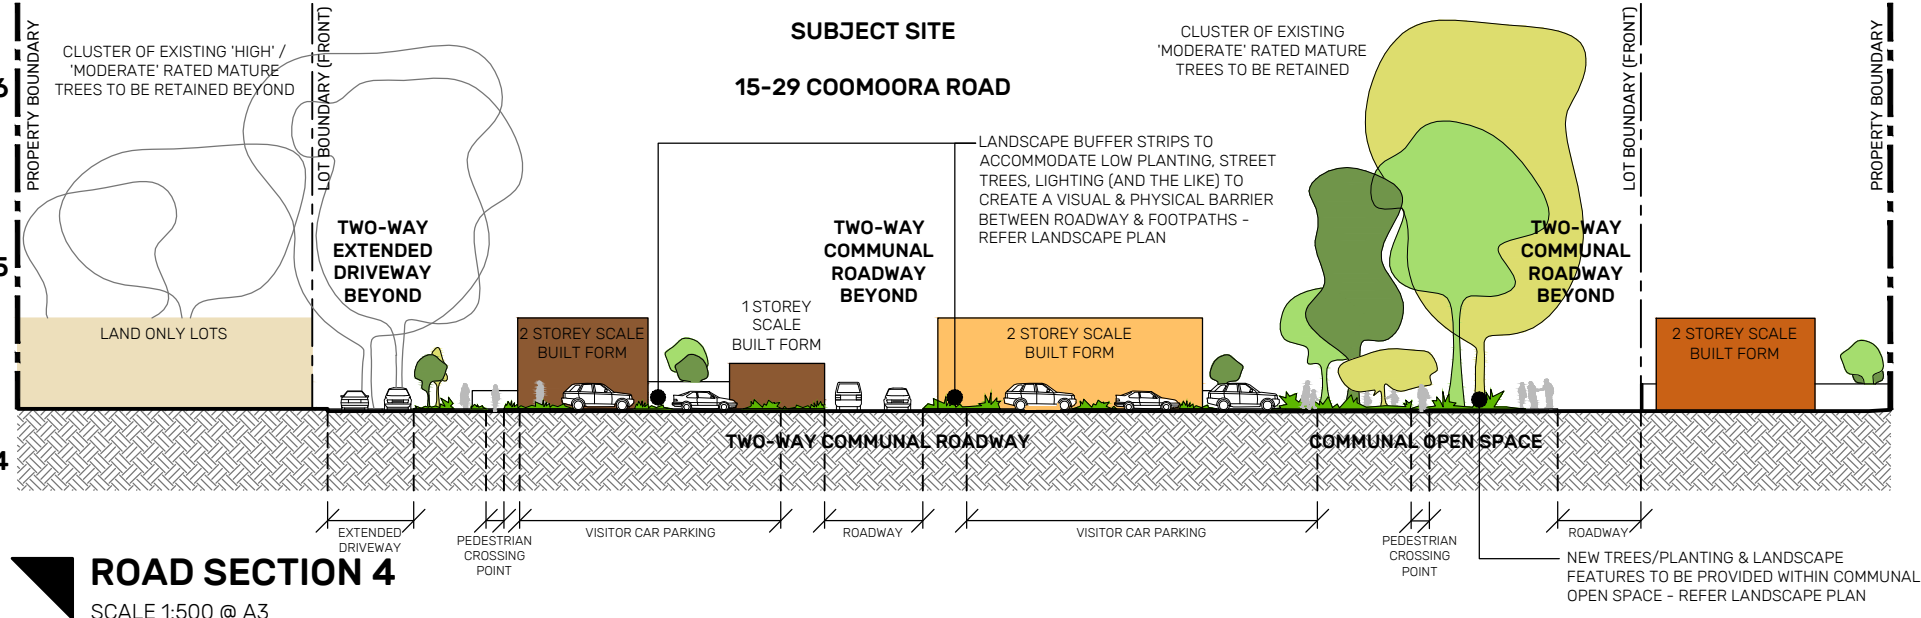 SUBJECT SITE
15-29 COOMOORA ROAD
PROPERTY BOUNDARY
CLUSTER OF EXISTING 'HIGH' /
'MODERATE' RATED MATURE
TREES TO BE RETAINED BEYOND
LOT BOUNDARY (FRONT)
CLUSTER OF EXISTING
'MODERATE' RATED MATURE
TREES TO BE RETAINED
LOT BOUNDARY (FRONT)
PROPERTY BOUNDARY
6
5
4
LANDSCAPE BUFFER STRIPS TO
ACCOMMODATE LOW PLANTING, STREET
TREES, LIGHTING (AND THE LIKE) TO
CREATE A VISUAL & PHYSICAL BARRIER
BETWEEN ROADWAY & FOOTPATHS -
REFER LANDSCAPE PLAN
TWO-WAY
EXTENDED
DRIVEWAY
BEYOND
TWO-WAY
COMMUNAL
ROADWAY
BEYOND
TWO-WAY
COMMUNAL
ROADWAY
BEYOND
LAND ONLY LOTS
2 STOREY SCALE
BUILT FORM
1 STOREY
SCALE
BUILT FORM
2 STOREY SCALE
BUILT FORM
2 STOREY SCALE
BUILT FORM
TWO-WAY COMMUNAL ROADWAY
COMMUNAL OPEN SPACE
EXTENDED
DRIVEWAY
PEDESTRIAN
CROSSING
POINT
VISITOR CAR PARKING
ROADWAY
VISITOR CAR PARKING
PEDESTRIAN
CROSSING
POINT
ROADWAY
NEW TREES/PLANTING & LANDSCAPE
FEATURES TO BE PROVIDED WITHIN COMMUNAL
OPEN SPACE - REFER LANDSCAPE PLAN
ROAD SECTION 4
SCALE 1:500 @ A3